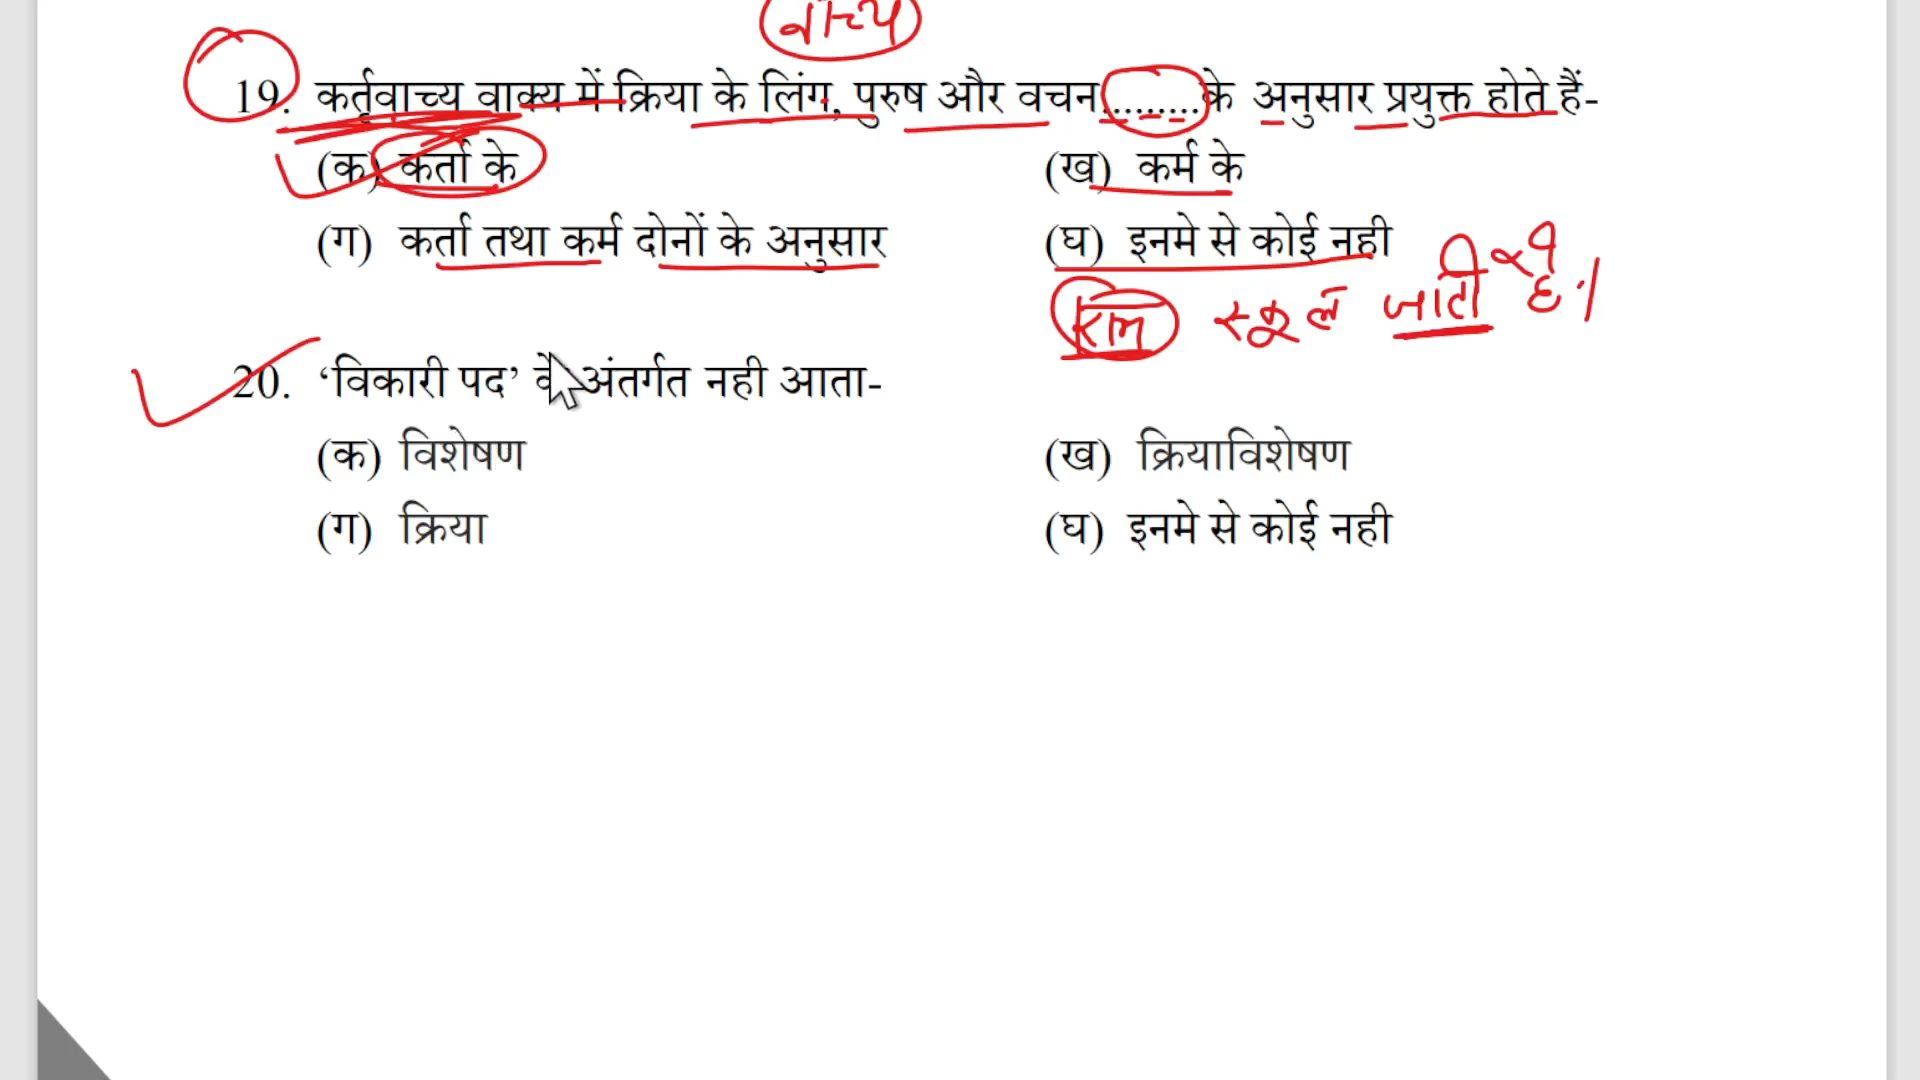 वाच्य
19. कर्तृवाच्य वाक्य में क्रिया के लिंग, पुरुष और वचन.........के अनुसार प्रयुक्त होते हैं-
(क) कर्ता के (ख) कर्म के
(ग) कर्ता तथा कर्म दोनों के अनुसार (घ) इनमे से कोई नही
राम स्कूल जाती है।
20. ‘विकारी पद’ के अंतर्गत नही आता-
(क) विशेषण (ख) क्रियाविशेषण
(ग) क्रिया (घ) इनमे से कोई नही